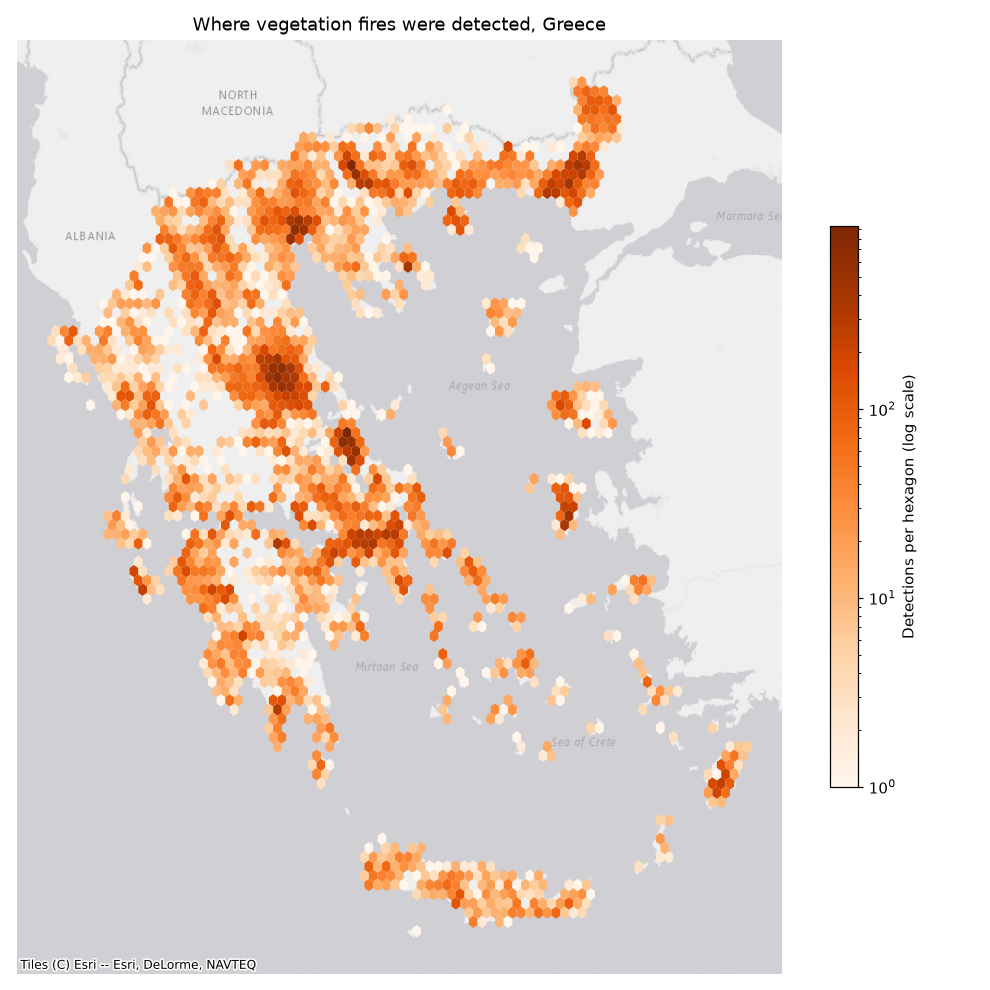 Where vegetation fires were detected, Greece
NORTH
MACEDONIA
ALBANIA
Marmara Se
Aegean Sea
Mirtoan Sea
Sea of Crete
10²
10¹
10⁰
Detections per hexagon (log scale)
Tiles (C) Esri -- Esri, DeLorme, NAVTEQ